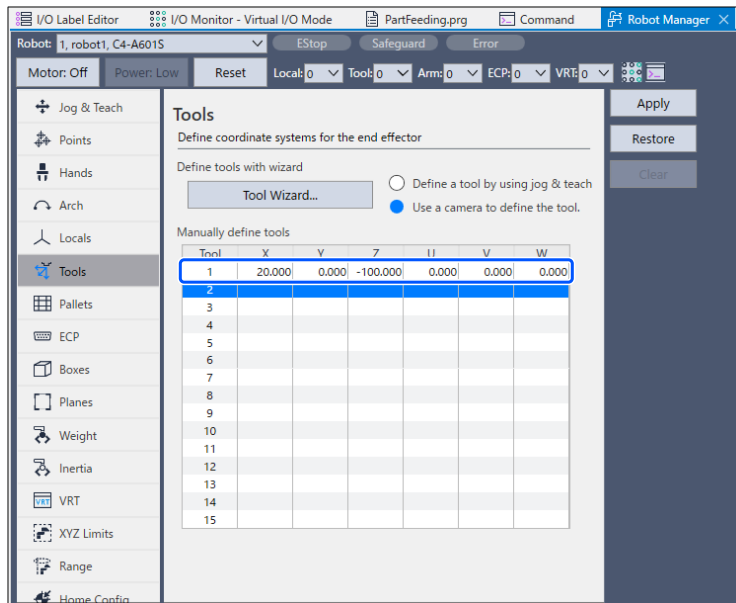 I/O Label Editor I/O Monitor - Virtual I/O Mode PartFeeding.prg Command Robot Manager
Robot: 1, robot1, C4-A601S EStop Safeguard Error
Motor: Off Power: Low Reset Local: 0 Tool: 0 Arm: 0 ECP: 0 VRT: 0
Jog & Teach
Points
Hands
Arch
Locals
Tools
Pallets
ECP
Boxes
Planes
Weight
Inertia
VRT
XYZ Limits
Range
Home Config
Tools
Define coordinate systems for the end effector
Define tools with wizard
Tool Wizard...
Define a tool by using jog & teach
Use a camera to define the tool.
Manually define tools
Tool X Y Z U V W
1 20.000 0.000 -100.000 0.000 0.000 0.000
2
3
4
5
6
7
8
9
10
11
12
13
14
15
Apply
Restore
Clear